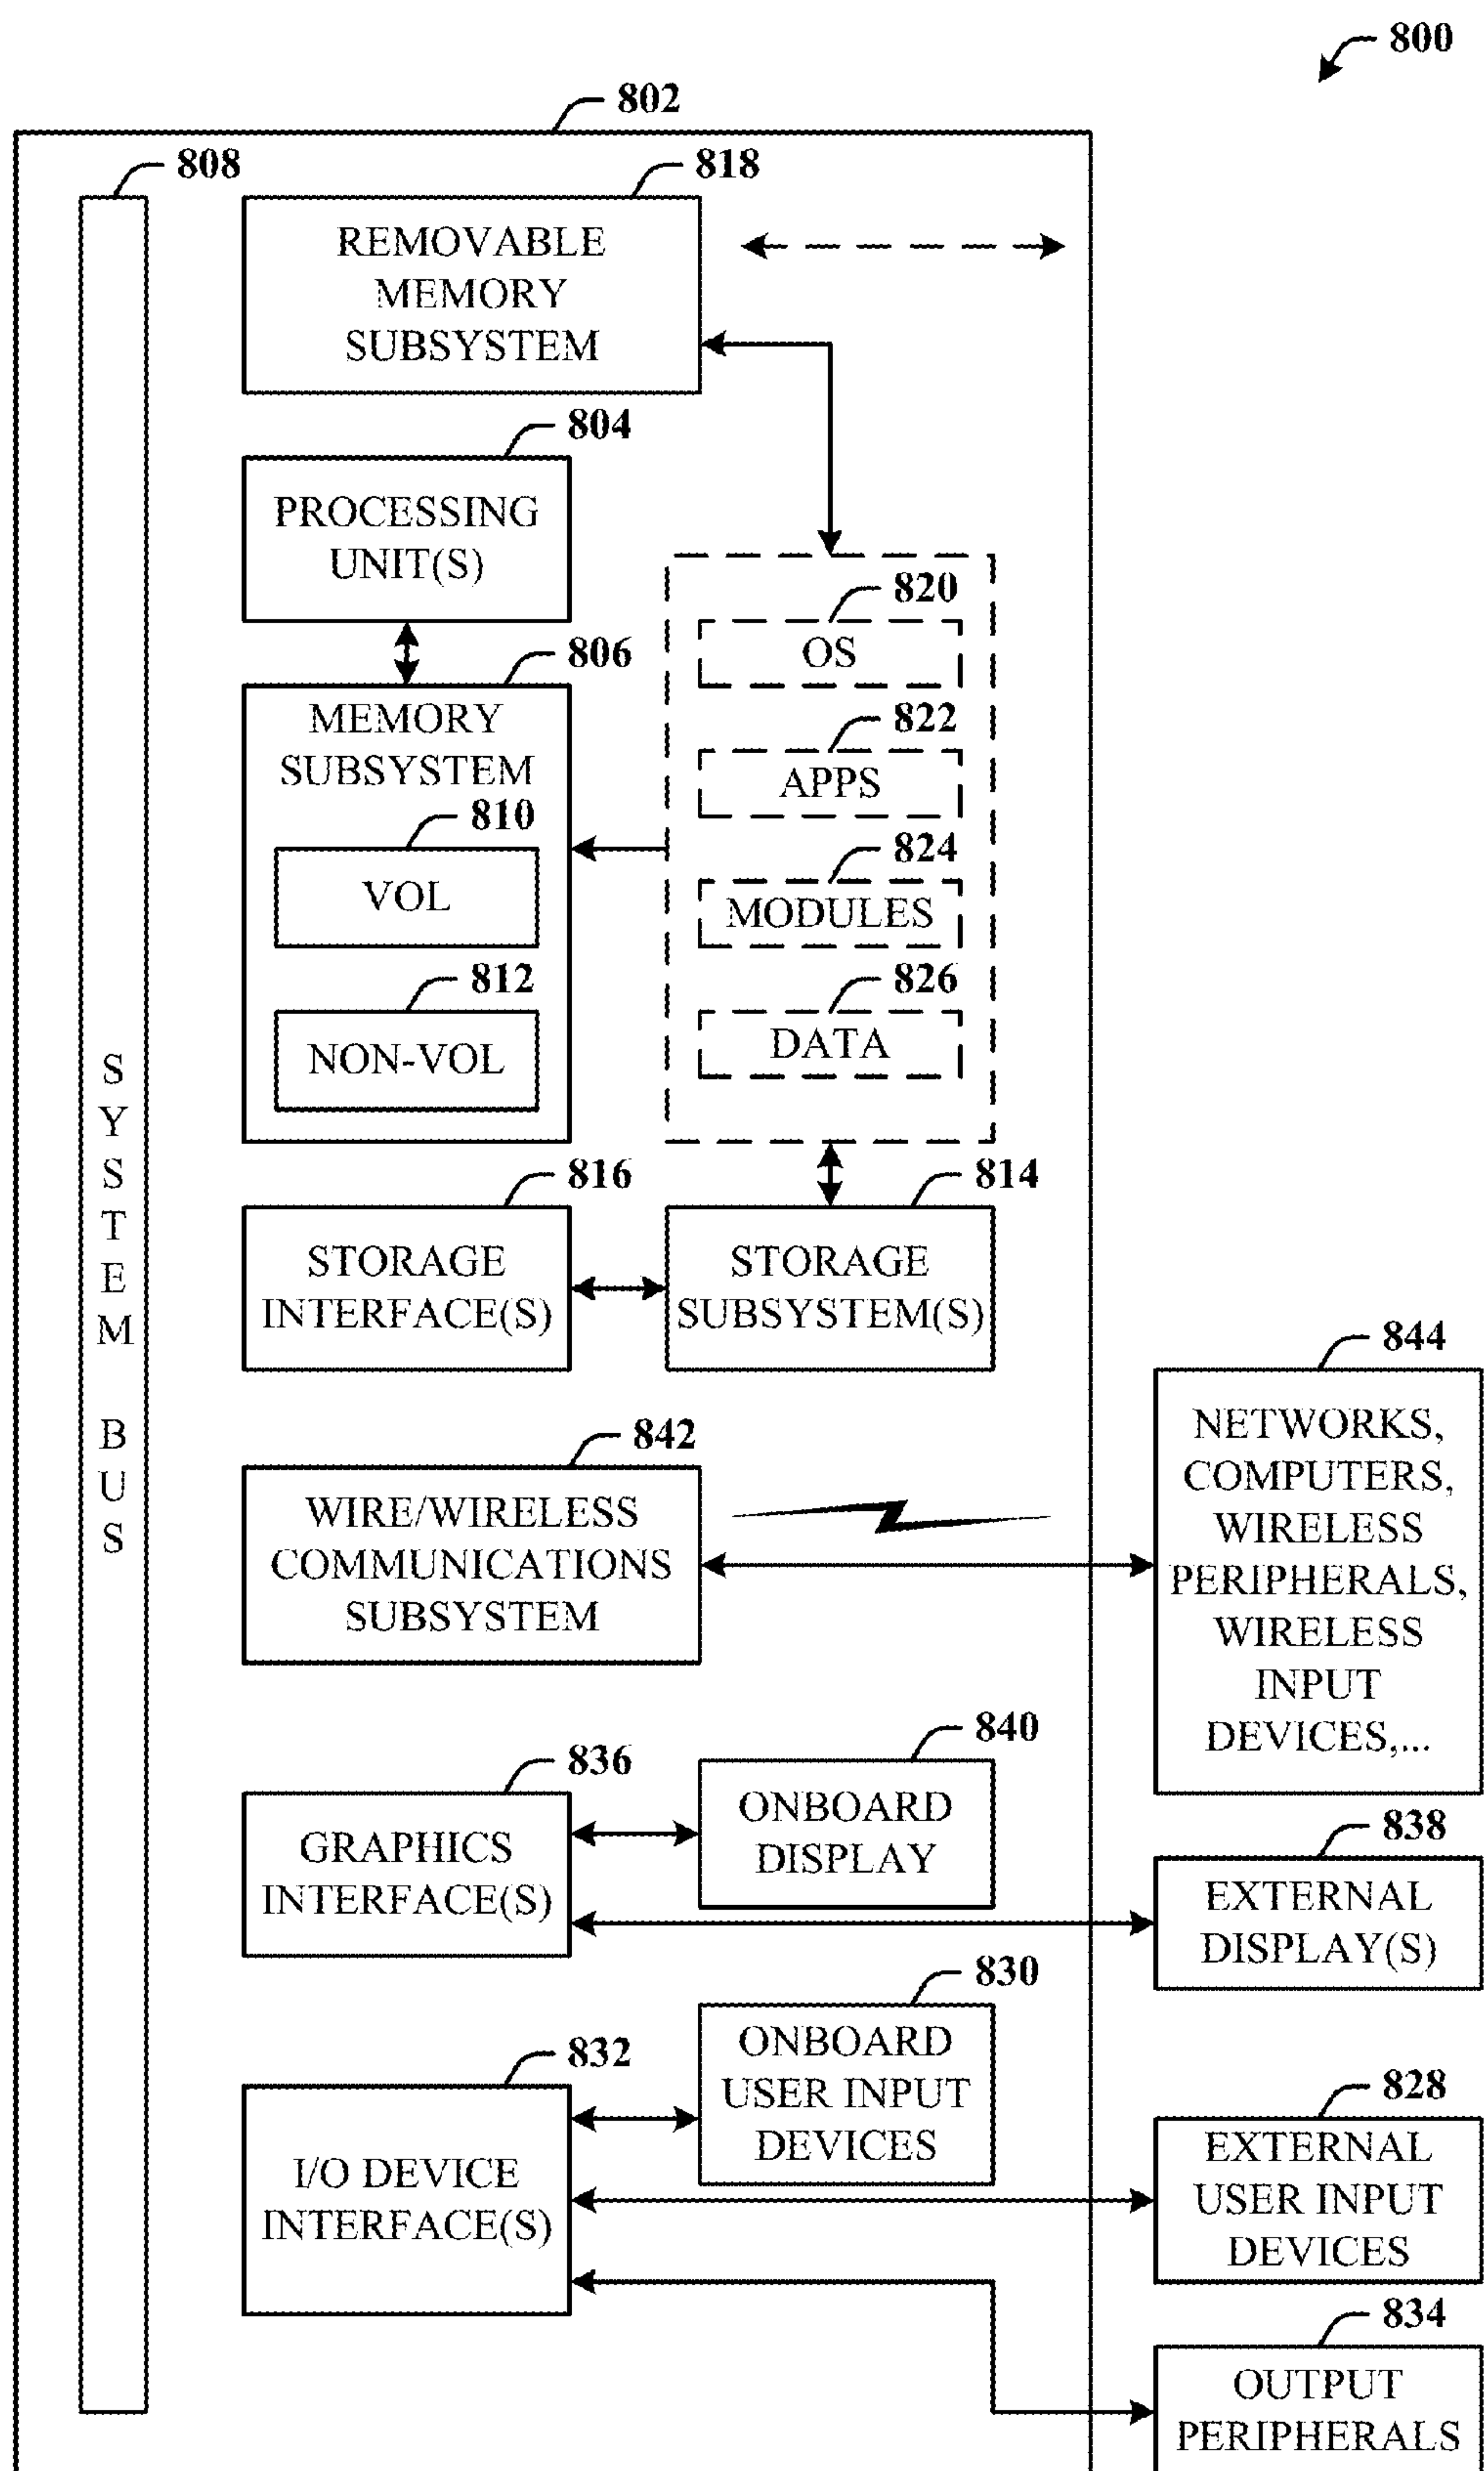 800
802
808
818
REMOVABLE
MEMORY
SUBSYSTEM
804
PROCESSING
UNIT(S)
806
MEMORY
SUBSYSTEM
810
VOL
812
NON-VOL
820
OS
822
APPS
824
MODULES
826
DATA
816
STORAGE
INTERFACE(S)
814
STORAGE
SUBSYSTEM(S)
SYSTEM BUS
842
WIRE/WIRELESS
COMMUNICATIONS
SUBSYSTEM
844
NETWORKS,
COMPUTERS,
WIRELESS
PERIPHERALS,
WIRELESS
INPUT
DEVICES,...
836
GRAPHICS
INTERFACE(S)
840
ONBOARD
DISPLAY
838
EXTERNAL
DISPLAY(S)
832
I/O DEVICE
INTERFACE(S)
830
ONBOARD
USER INPUT
DEVICES
828
EXTERNAL
USER INPUT
DEVICES
834
OUTPUT
PERIPHERALS